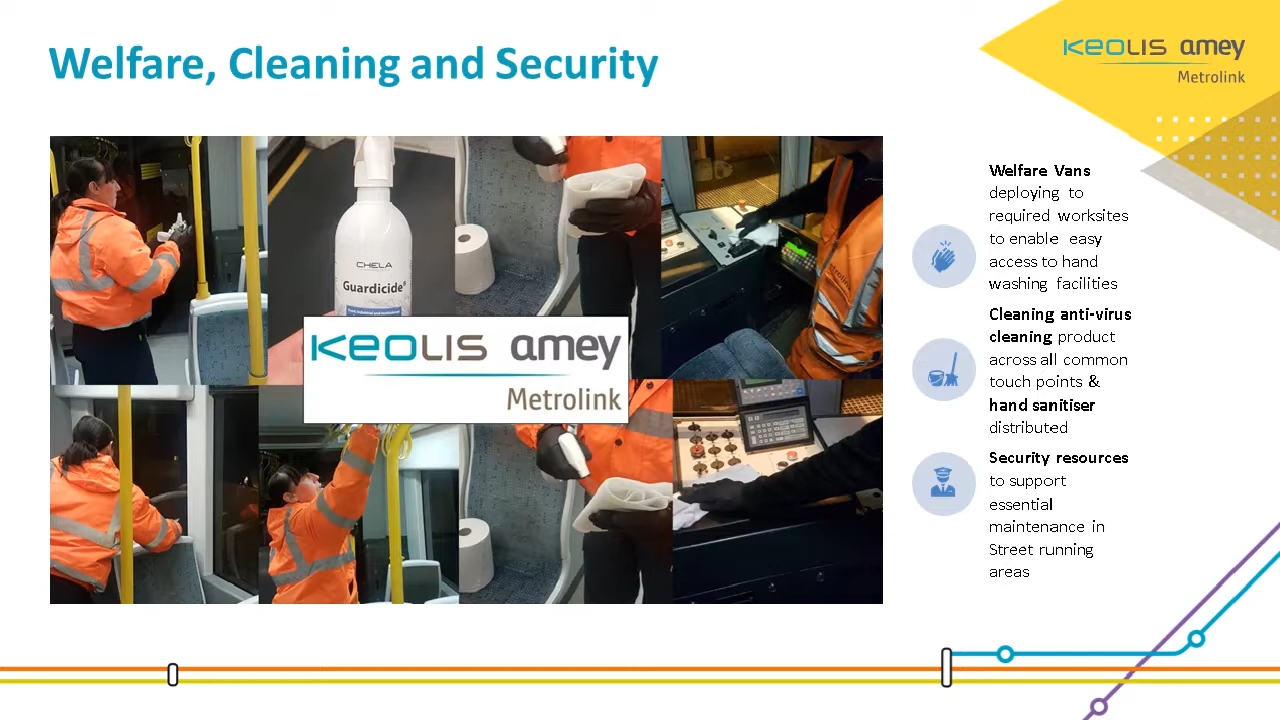 Welfare, Cleaning and Security
KEOLIS amey
Metrolink
CHELA
Guardicide®
KEOLIS amey
Metrolink
Welfare Vans
deploying to
required worksites
to enable easy
access to hand
washing facilities
Cleaning anti-virus
cleaning product
across all common
touch points &
hand sanitiser
distributed
Security resources
to support
essential
maintenance in
Street running
areas